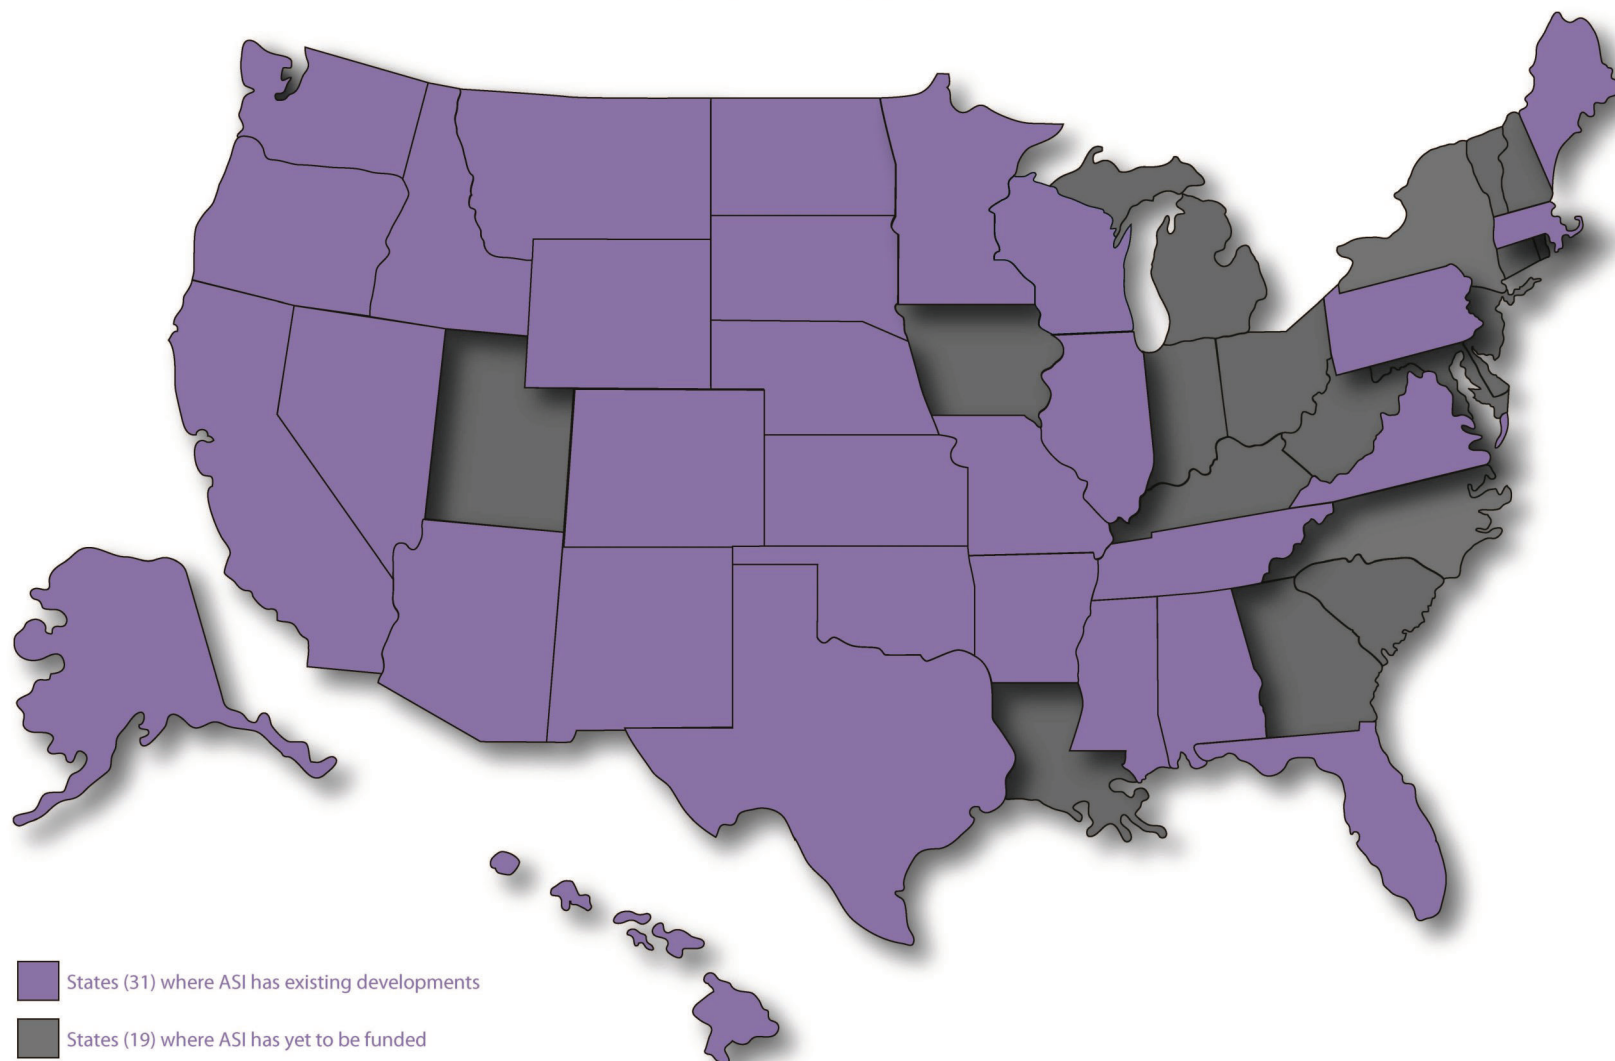 States (31) where ASI has existing developments
States (19) where ASI has yet to be funded